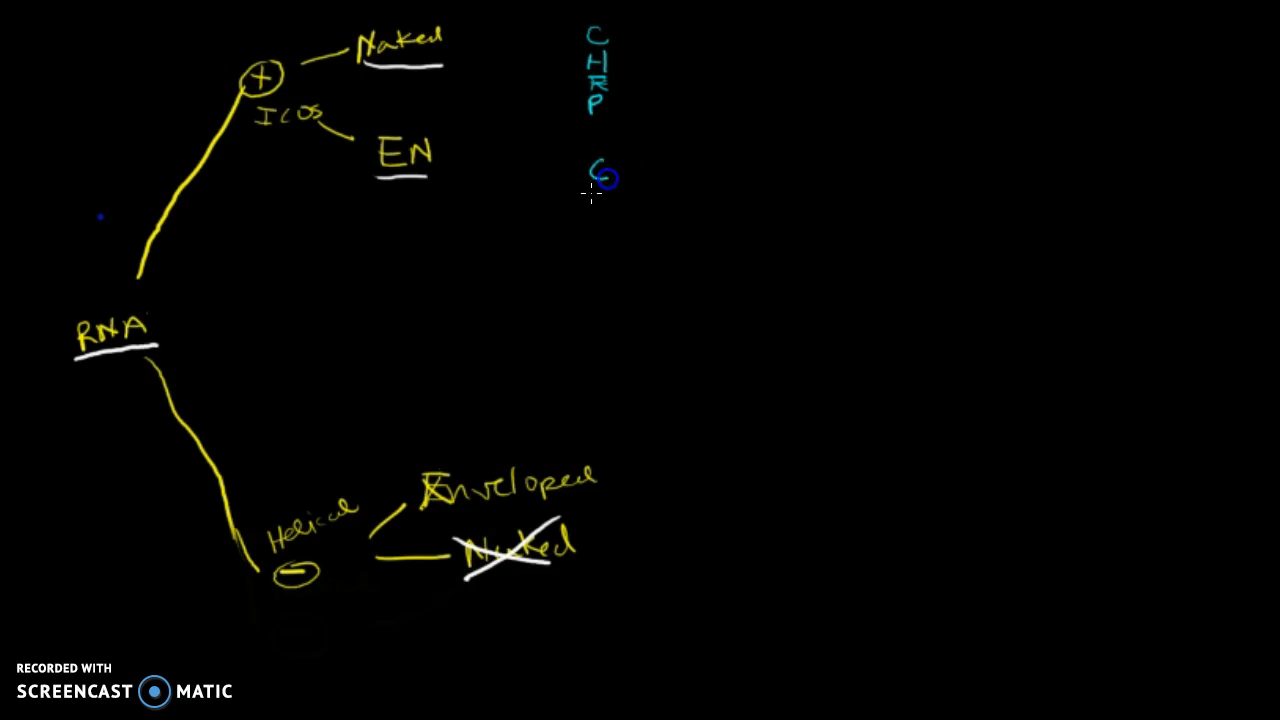 Naked
C
H
E
P
+
ICOS
EN
C
RNA
Enveloped
Helical
Naked
−
RECORDED WITH
SCREENCAST MATIC